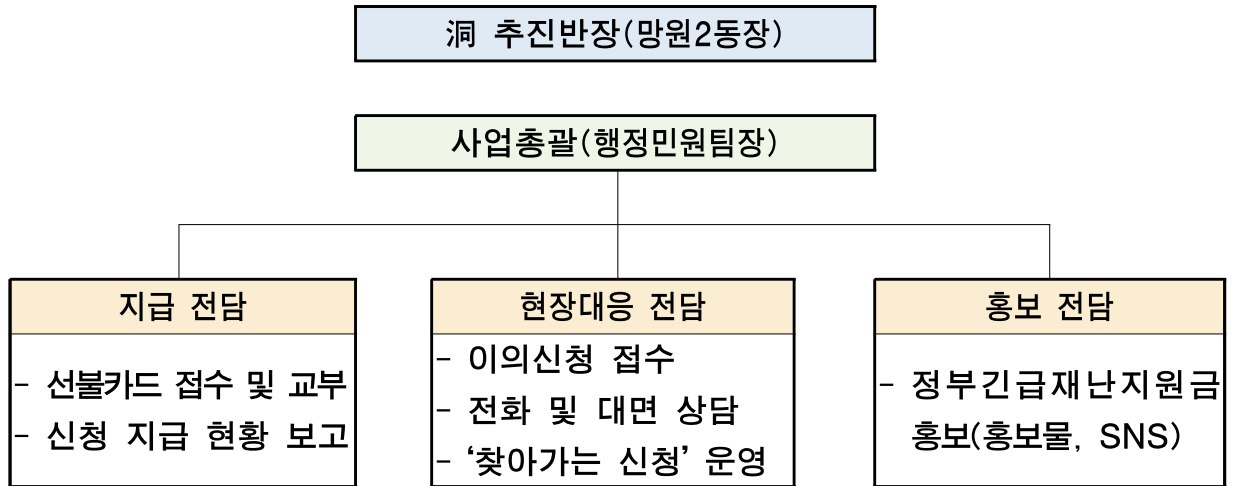 洞 추진반장(망원2동장)
사업총괄(행정민원팀장)
지급 전담
- 선불카드 접수 및 교부
- 신청 지급 현황 보고
현장대응 전담
- 이의신청 접수
- 전화 및 대면 상담
- ‘찾아가는 신청’ 운영
홍보 전담
- 정부긴급재난지원금
홍보(홍보물, SNS)